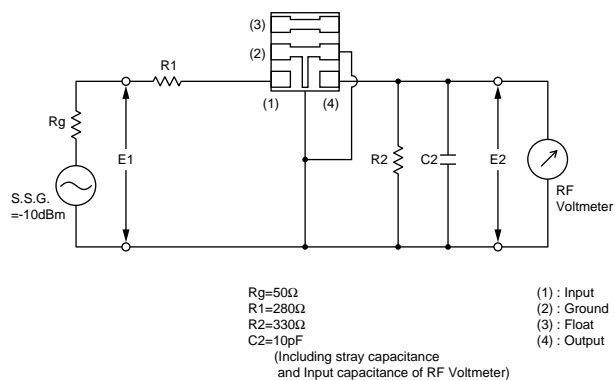 (3)
(2)
R1
(1)
(4)
Rg
E1
R2
C2
E2
S.S.G.
=-10dBm
RF
Voltmeter
Rg=50Ω
R1=280Ω
R2=330Ω
C2=10pF
(Including stray capacitance
and Input capacitance of RF Voltmeter)
(1) : Input
(2) : Ground
(3) : Float
(4) : Output